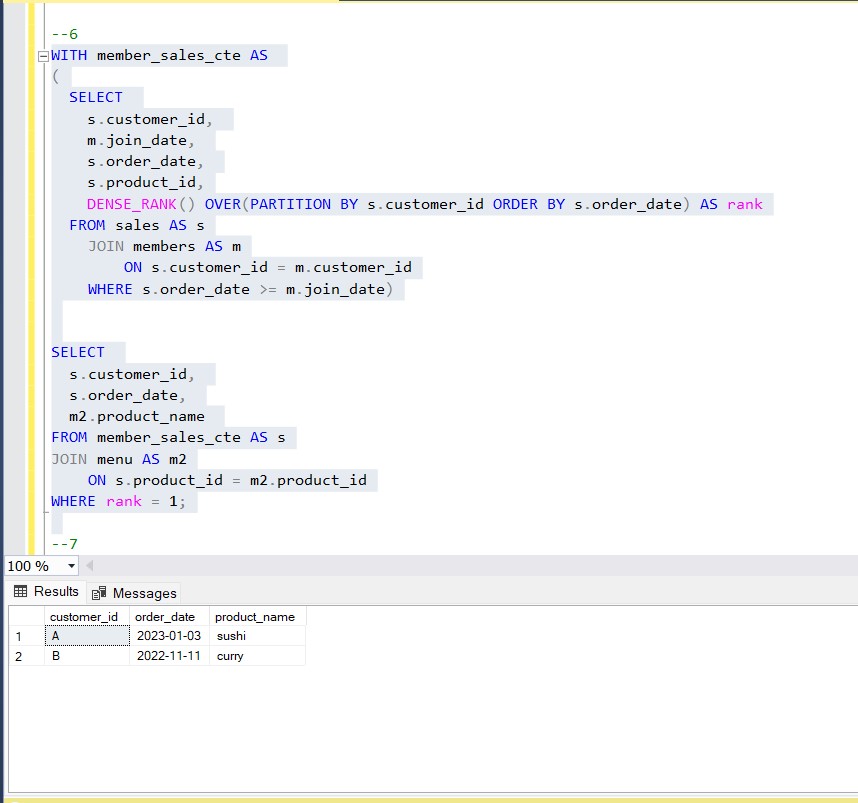 --6
WITH member_sales_cte AS
(
SELECT
s.customer_id,
m.join_date,
s.order_date,
s.product_id,
DENSE_RANK() OVER(PARTITION BY s.customer_id ORDER BY s.order_date) AS rank
FROM sales AS s
JOIN members AS m
ON s.customer_id = m.customer_id
WHERE s.order_date >= m.join_date)
SELECT
s.customer_id,
s.order_date,
m2.product_name
FROM member_sales_cte AS s
JOIN menu AS m2
ON s.product_id = m2.product_id
WHERE rank = 1;
--7
100 %
Results Messages
customer_id order_date product_name
1 A 2023-01-03 sushi
2 B 2022-11-11 curry